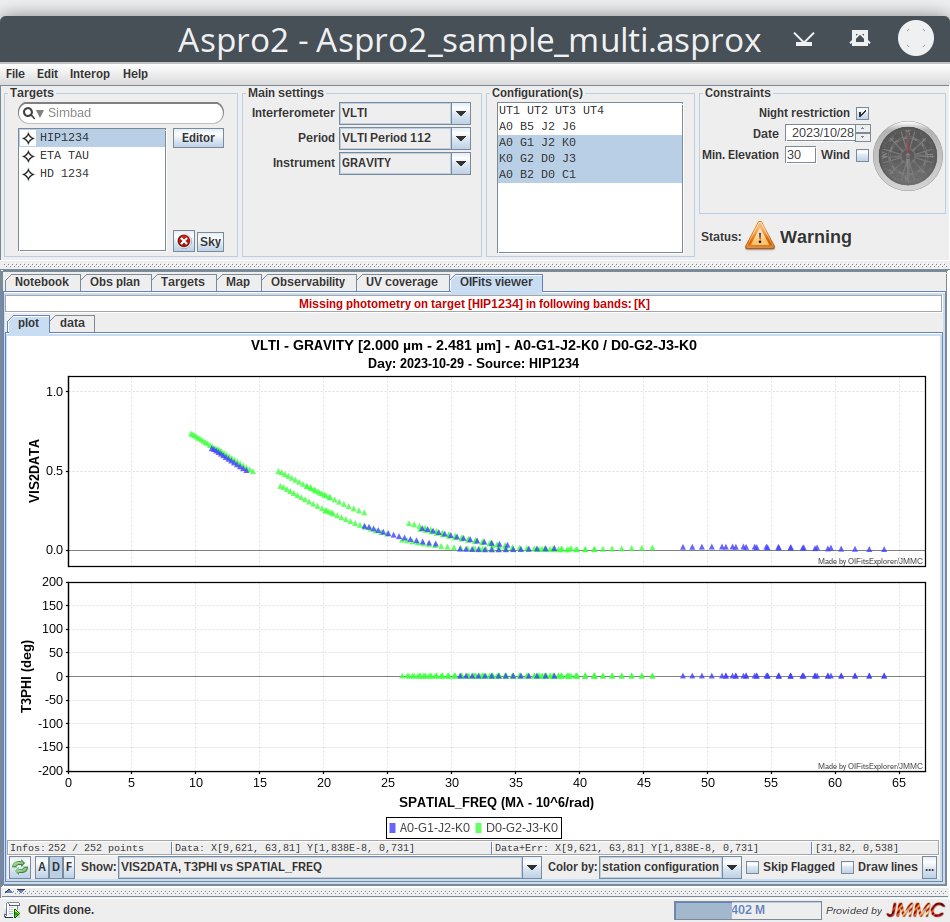 Aspro2 - Aspro2_sample_multi.asprox
File Edit Interop Help
Targets
Simbad
HIP1234
ETA TAU
HD 1234
Editor
Sky
Main settings
Interferometer VLTI
Period VLTI Period 112
Instrument GRAVITY
Configuration(s)
UT1 UT2 UT3 UT4
A0 B5 J2 J6
A0 G1 J2 K0
K0 G2 D0 J3
A0 B2 D0 C1
Constraints
Night restriction
Date 2023/10/28
Min. Elevation 30 Wind
Status: Warning
Notebook Obs plan Targets Map Observability UV coverage OIFits viewer
Missing photometry on target [HIP1234] in following bands: [K]
plot data
VLTI - GRAVITY [2.000 µm - 2.481 µm] - A0-G1-J2-K0 / D0-G2-J3-K0
Day: 2023-10-29 - Source: HIP1234
VIS2DATA
1.0
0.5
0.0
Made by OIFitsExplorer/JMMC
T3PHI (deg)
200
150
100
50
0
-50
-100
-150
-200
Made by OIFitsExplorer/JMMC
0 5 10 15 20 25 30 35 40 45 50 55 60 65
SPATIAL_FREQ (Mλ - 10^6/rad)
A0-G1-J2-K0 D0-G2-J3-K0
Infos: 252 / 252 points Data: X[9,621, 63,81] Y[1,838E-8, 0,731] Data+Err: X[9,621, 63,81] Y[1,838E-8, 0,731] [31,82, 0,538]
A D F Show: VIS2DATA, T3PHI vs SPATIAL_FREQ Color by: station configuration Skip Flagged Draw lines ...
OIFits done. 402 M Provided by JMMC